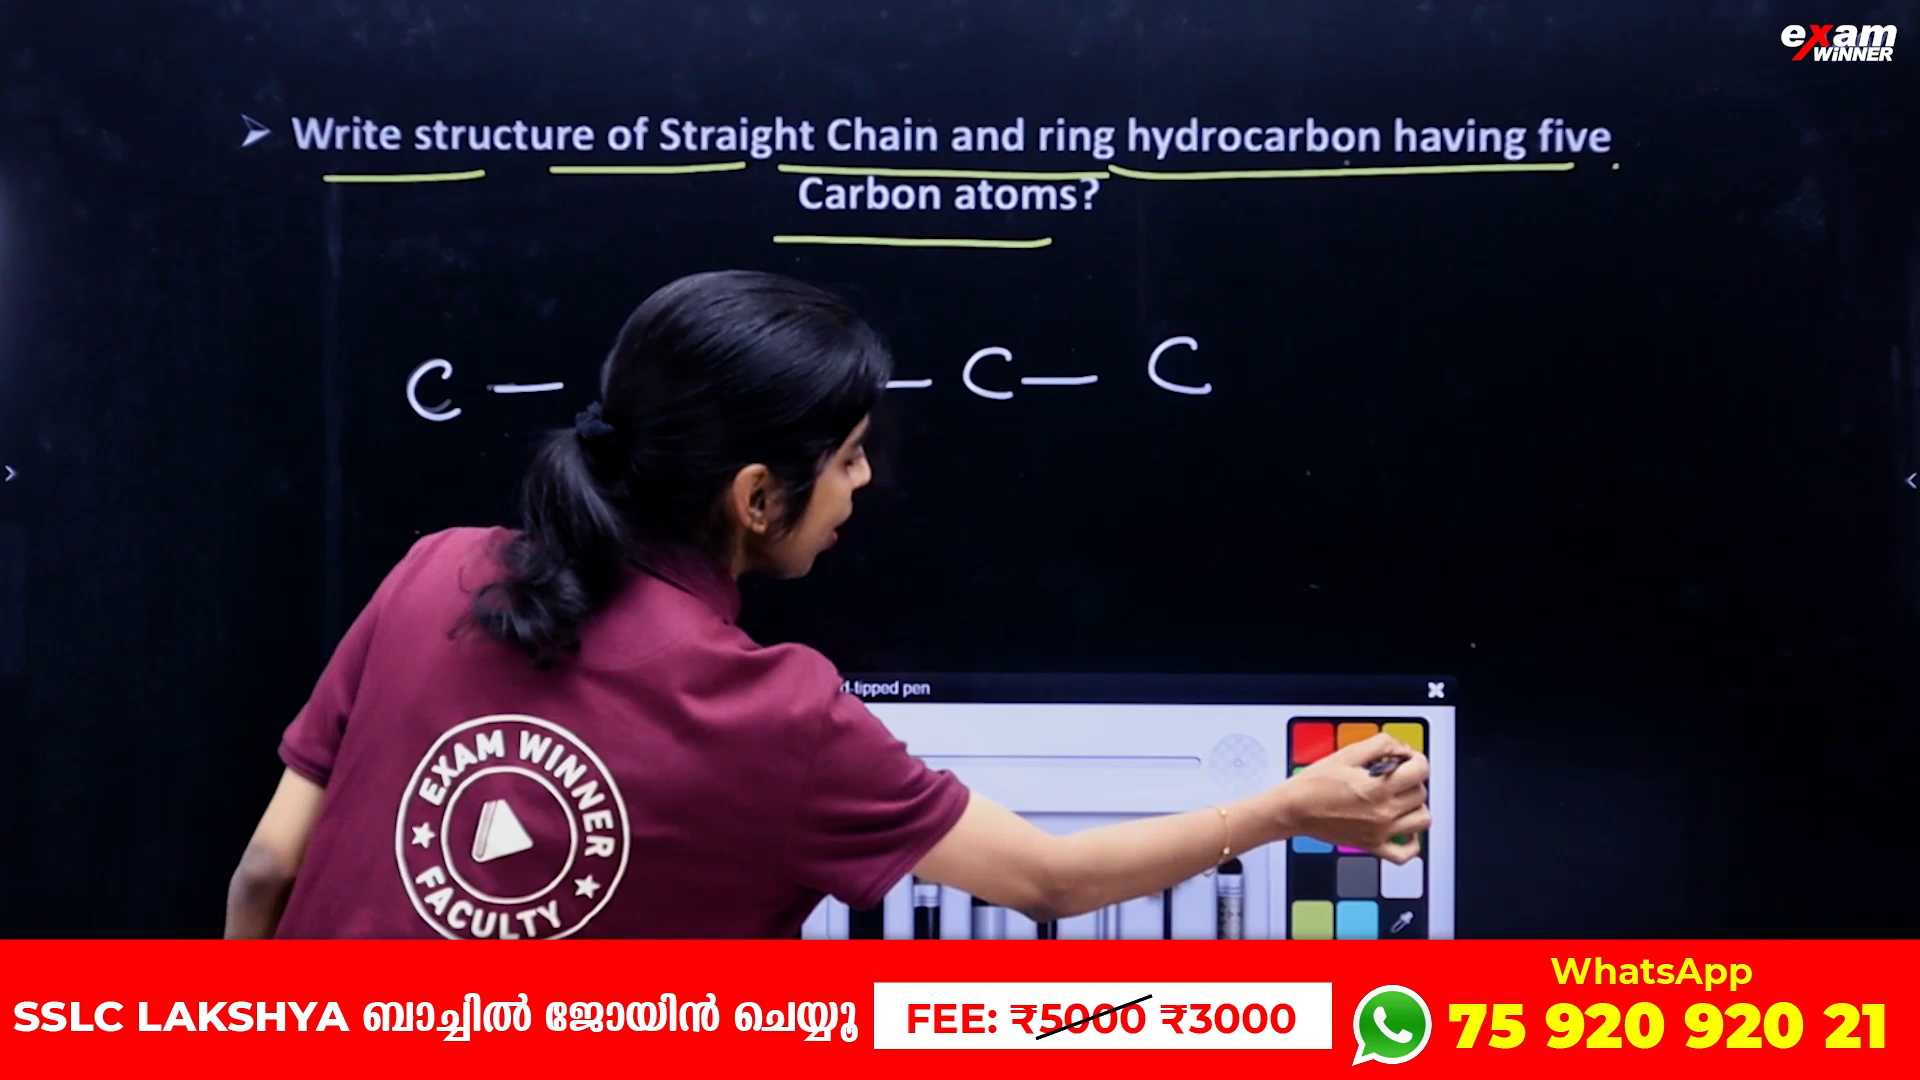 exam
WINNER
➢ Write structure of Straight Chain and ring hydrocarbon having five
Carbon atoms?
C — — C — C
d-tipped pen
EXAM WINNER
FACULTY
SSLC LAKSHYA ബാച്ചിൽ ജോയിൻ ചെയ്യൂ
FEE: ₹5000 ₹3000
WhatsApp
75 920 920 21